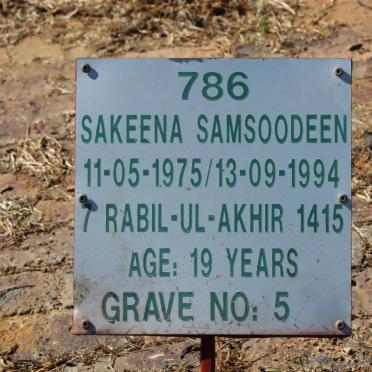 786
SAKEENA SAMSOODEEN
11-05-1975/13-09-1994
7 RABIL-UL-AKHIR 1415
AGE: 19 YEARS
GRAVE NO: 5